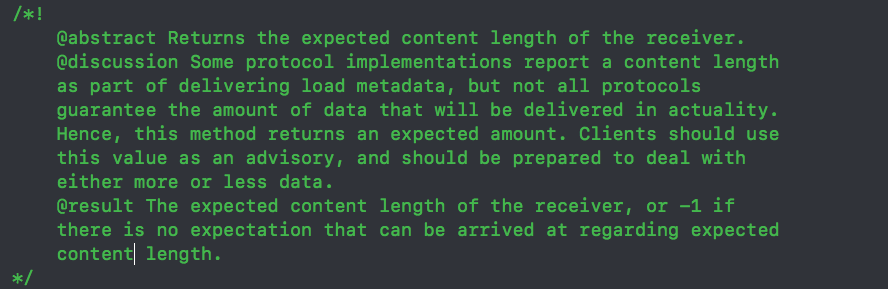 /*!
@abstract Returns the expected content length of the receiver.
@discussion Some protocol implementations report a content length
as part of delivering load metadata, but not all protocols
guarantee the amount of data that will be delivered in actuality.
Hence, this method returns an expected amount. Clients should use
this value as an advisory, and should be prepared to deal with
either more or less data.
@result The expected content length of the receiver, or -1 if
there is no expectation that can be arrived at regarding expected
content length.
*/